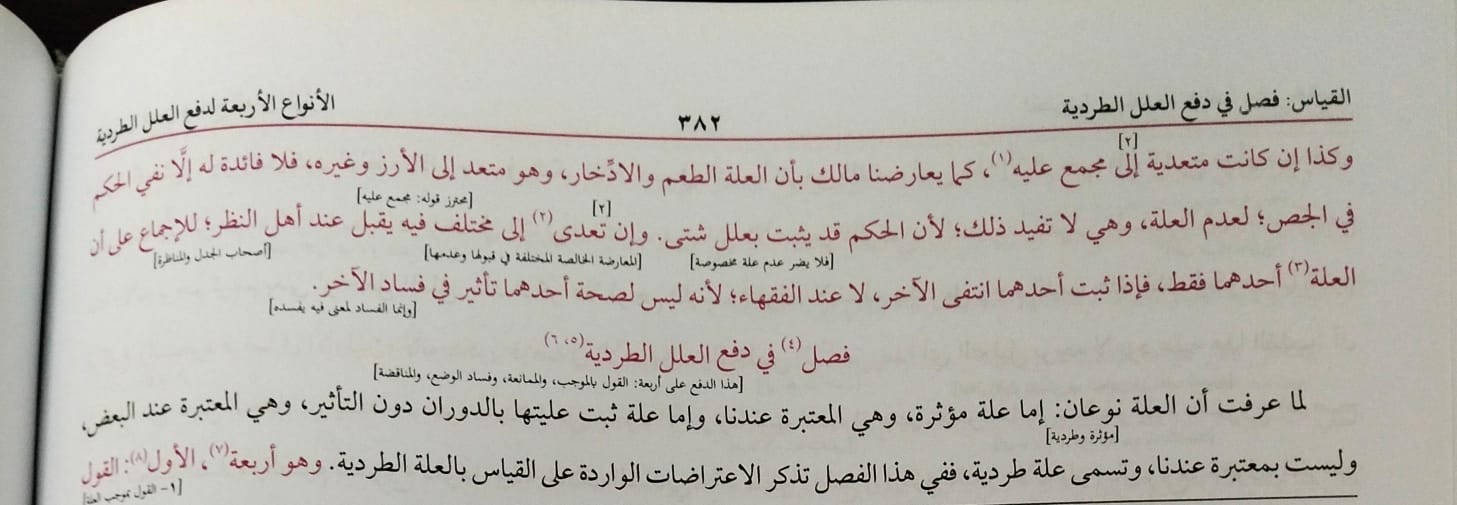 القياس: فصل في دفع العلل الطردية ٣٨٢ الأنواع الأربعة لدفع العلل الطردية
[٢]
وكذا إن كانت متعدية إلى مجمع عليه(١)، كما يعارضنا مالك بأن العلة الطعم والادِّخار، وهو متعد إلى الأرز وغيره، فلا فائدة له إلَّا نفي الحكم
[٢] [محترز قوله: مجمع عليه]
في الجص؛ لعدم العلة، وهي لا تفيد ذلك؛ لأن الحكم قد يثبت بعلل شتى. وإن تعدى(٢) إلى مختلف فيه يقبل عند أهل النظر؛ للإجماع على أن
[فلا يضر عدم علة مخصوصة] [المعارضة الخالصة المختلفة في قبولها وعدمها] [أصحاب الجدل والمناظرة]
العلة(٣) أحدهما فقط، فإذا ثبت أحدهما انتفى الآخر، لا عند الفقهاء؛ لأنه ليس لصحة أحدهما تأثير في فساد الآخر.
[وإنما الفساد لمعنى فيه يفسده]
فصل(٤) في دفع العلل الطردية(٥، ٦)
[هذا الدفع على أربعة: القول بالموجب، والممانعة، وفساد الوضع، والمناقضة]
لما عرفت أن العلة نوعان: إما علة مؤثرة، وهي المعتبرة عندنا، وإما علة ثبت عليتها بالدوران دون التأثير، وهي المعتبرة عند البعض،
[مؤثرة وطردية]
وليست بمعتبرة عندنا، وتسمى علة طردية، ففي هذا الفصل تذكر الاعتراضات الواردة على القياس بالعلة الطردية. وهو أربعة(٧)، الأول(٨): القول
[١- القول بموجب العلة]